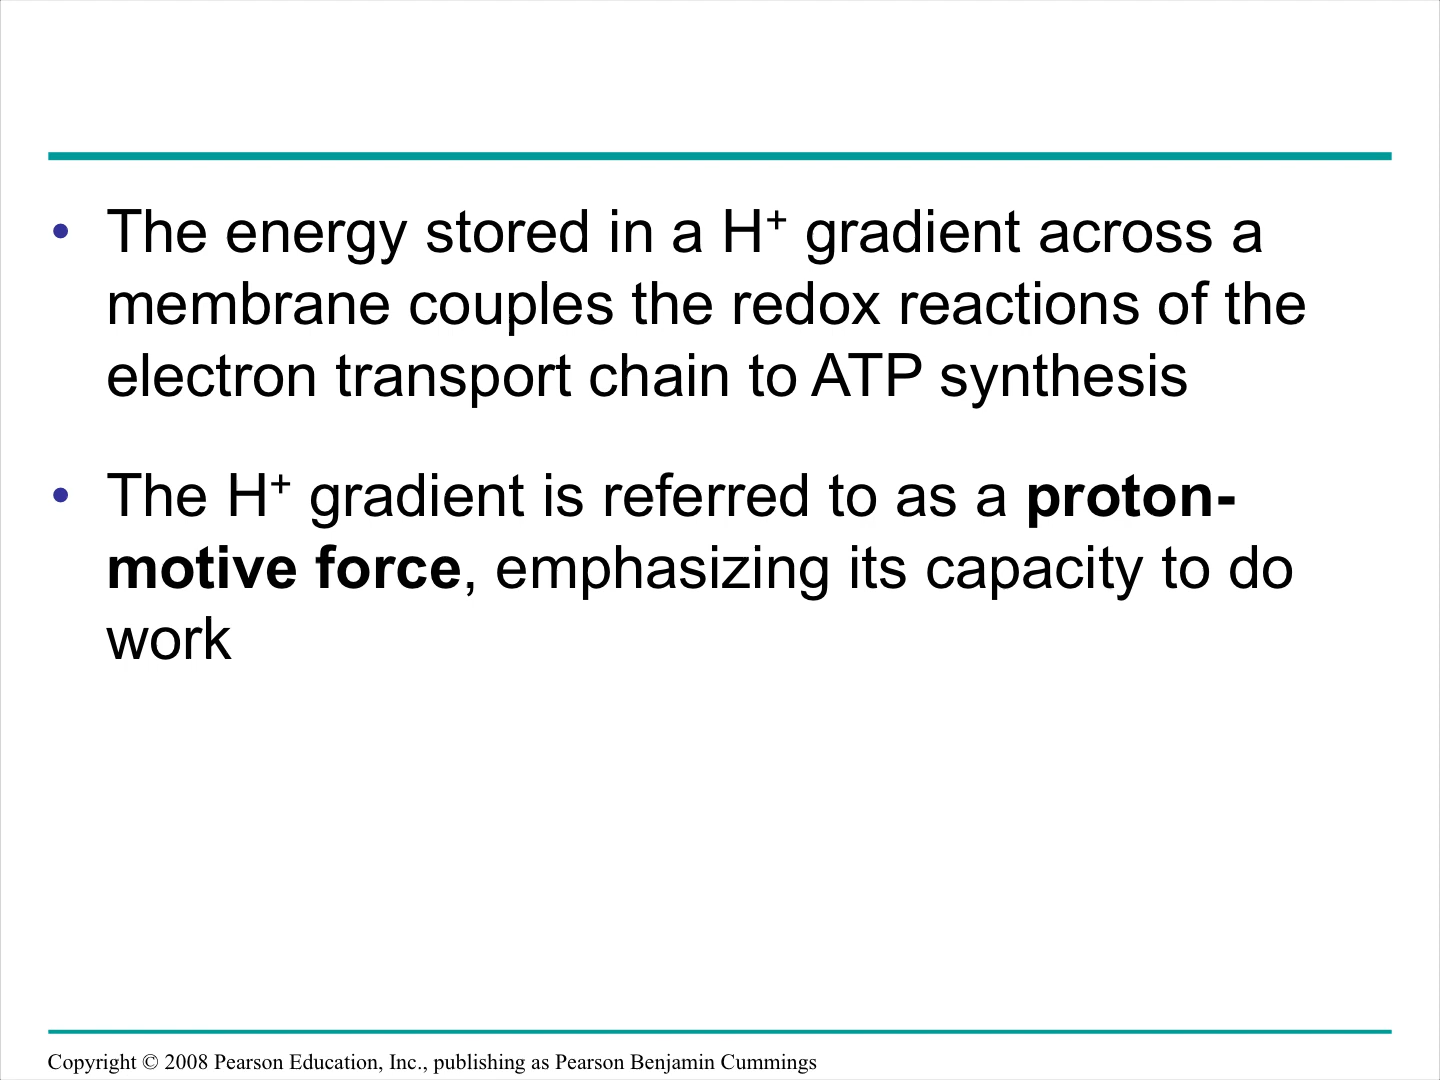 • The energy stored in a H⁺ gradient across a
membrane couples the redox reactions of the
electron transport chain to ATP synthesis
• The H⁺ gradient is referred to as a proton-
motive force, emphasizing its capacity to do
work
Copyright © 2008 Pearson Education, Inc., publishing as Pearson Benjamin Cummings